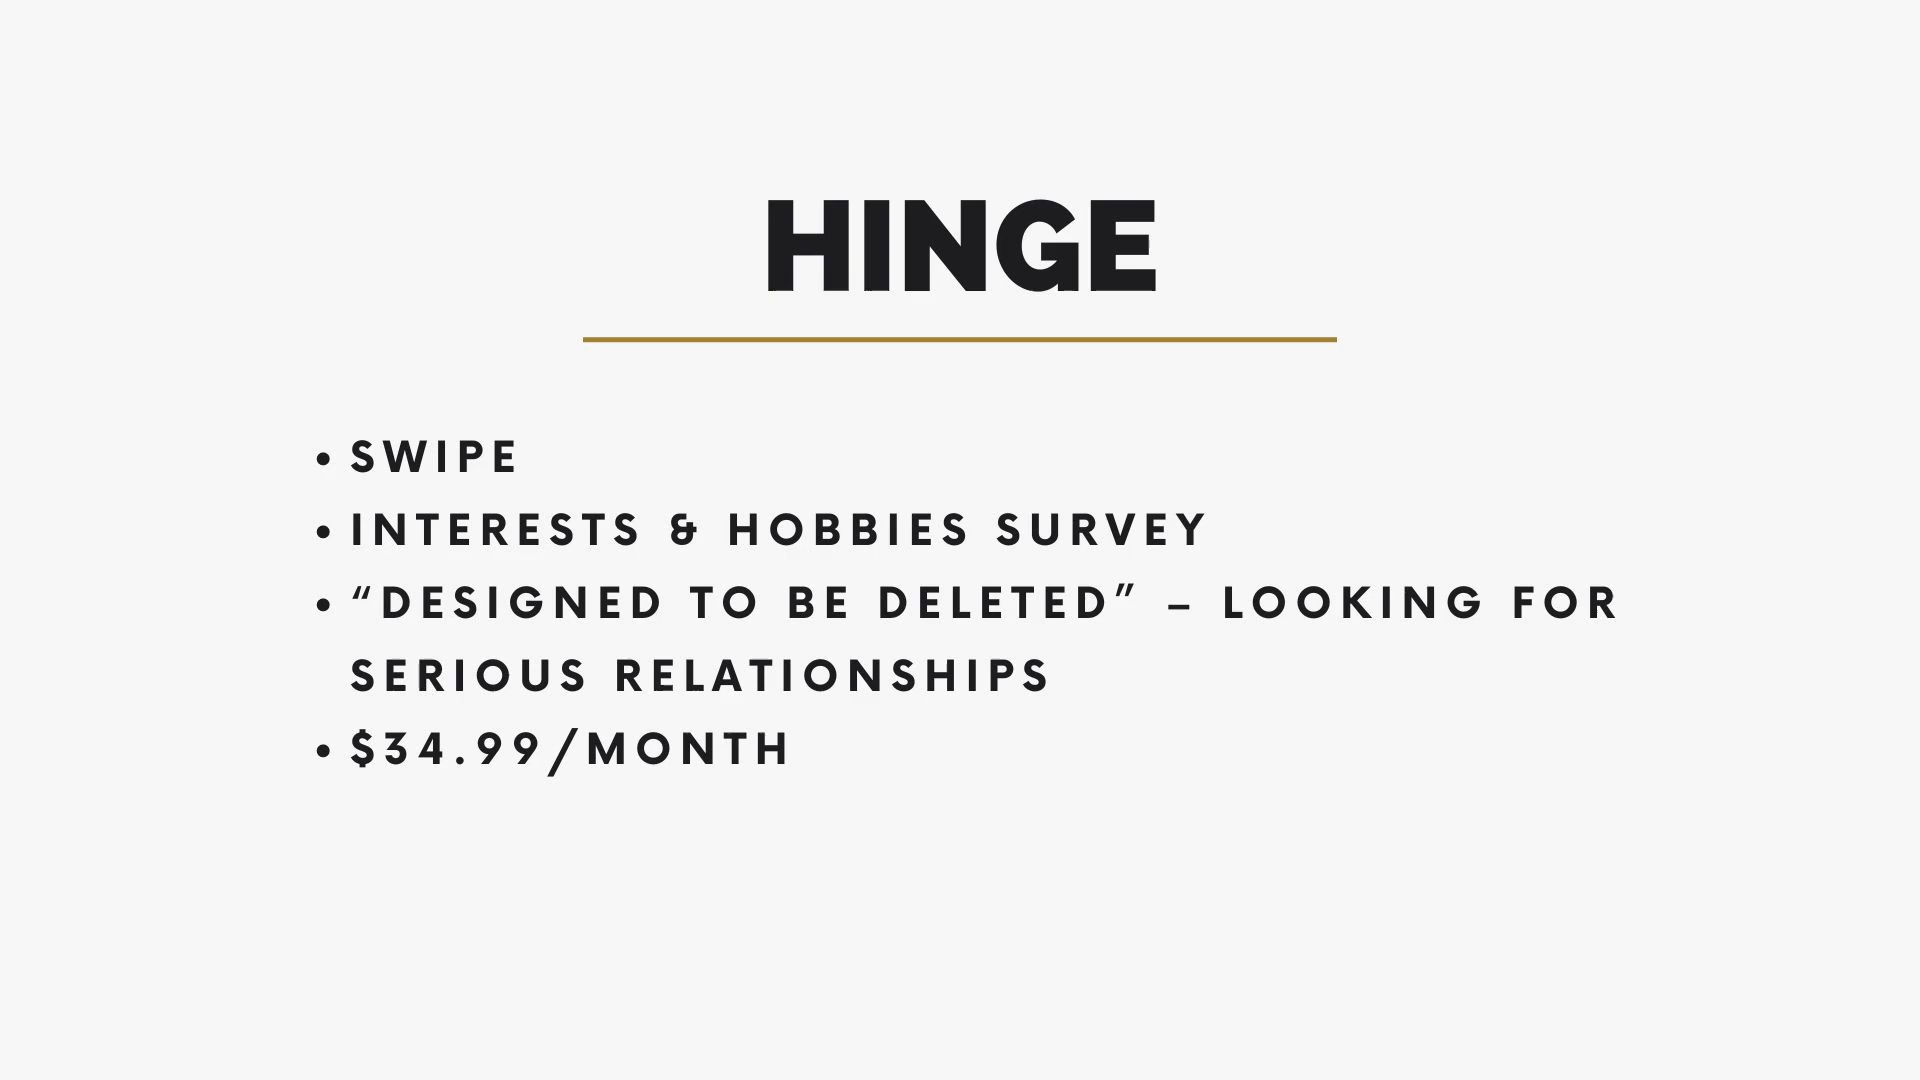 HINGE
• SWIPE
• INTERESTS & HOBBIES SURVEY
• “DESIGNED TO BE DELETED” – LOOKING FOR
SERIOUS RELATIONSHIPS
• $34.99/MONTH